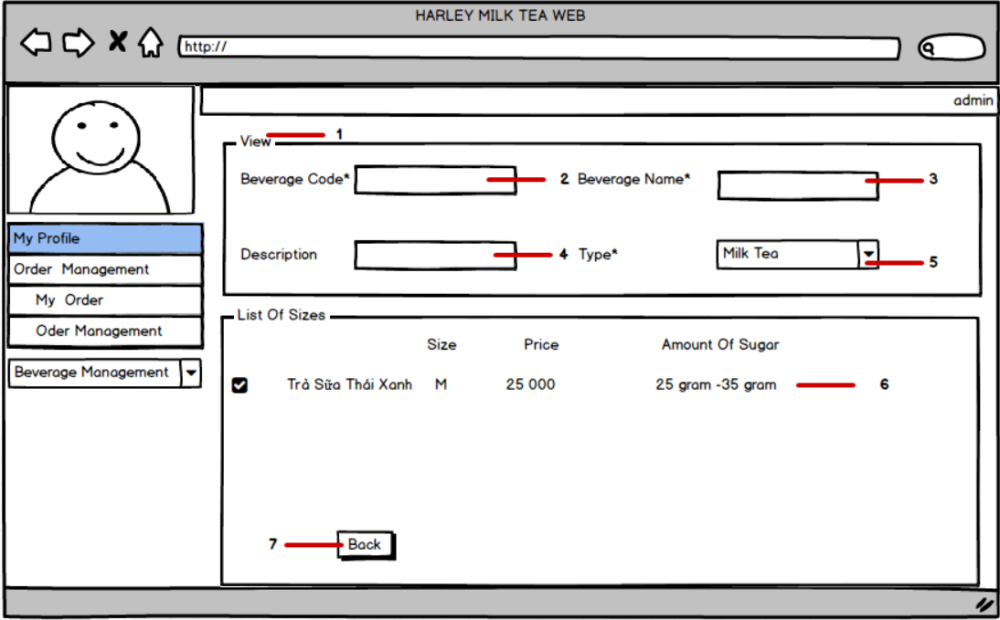 HARLEY MILK TEA WEB
http://
admin
View 1
Beverage Code* 2 Beverage Name* 3
Description 4 Type* Milk Tea 5
My Profile
Order Management
My Order
Oder Management
Beverage Management
List Of Sizes
Size Price Amount Of Sugar
Trà Sữa Thái Xanh M 25 000 25 gram -35 gram 6
7 Back